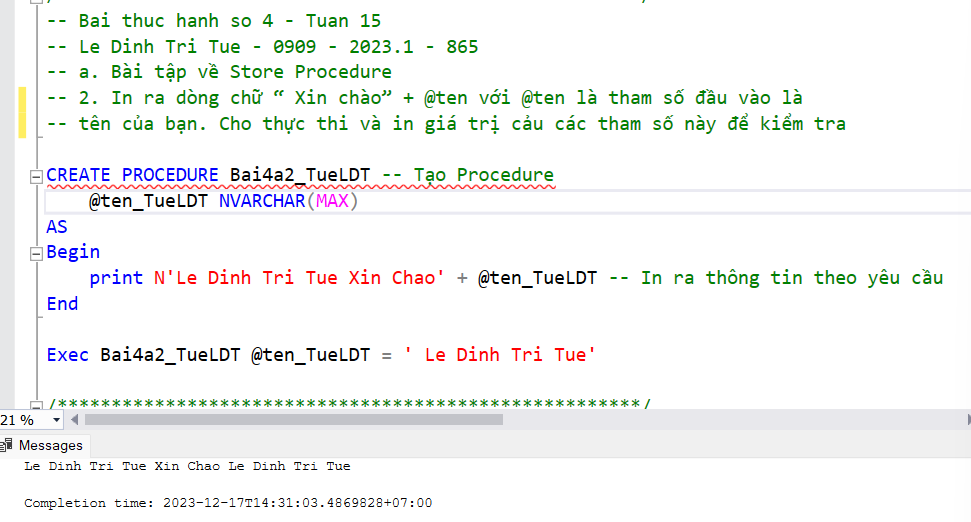 -- Bai thuc hanh so 4 - Tuan 15
-- Le Dinh Tri Tue - 0909 - 2023.1 - 865
-- a. Bài tập về Store Procedure
-- 2. In ra dòng chữ “ Xin chào” + @ten với @ten là tham số đầu vào là
-- tên của bạn. Cho thực thi và in giá trị cảu các tham số này để kiểm tra
CREATE PROCEDURE Bai4a2_TueLDT -- Tạo Procedure
@ten_TueLDT NVARCHAR(MAX)
AS
Begin
print N'Le Dinh Tri Tue Xin Chao' + @ten_TueLDT -- In ra thông tin theo yêu cầu
End
Exec Bai4a2_TueLDT @ten_TueLDT = ' Le Dinh Tri Tue'
/******************************************************/
21 %
Messages
Le Dinh Tri Tue Xin Chao Le Dinh Tri Tue
Completion time: 2023-12-17T14:31:03.4869828+07:00